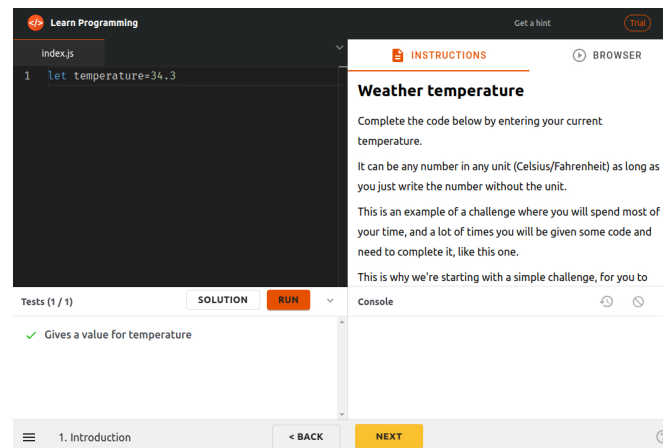 </> Learn Programming
Get a hint
Trial
index.js
INSTRUCTIONS
BROWSER
1 let temperature=34.3
Weather temperature
Complete the code below by entering your current
temperature.
It can be any number in any unit (Celsius/Fahrenheit) as long as
you just write the number without the unit.
This is an example of a challenge where you will spend most of
your time, and a lot of times you will be given some code and
need to complete it, like this one.
This is why we're starting with a simple challenge, for you to
Tests (1 / 1)
SOLUTION
RUN
Console
Gives a value for temperature
1. Introduction
< BACK
NEXT